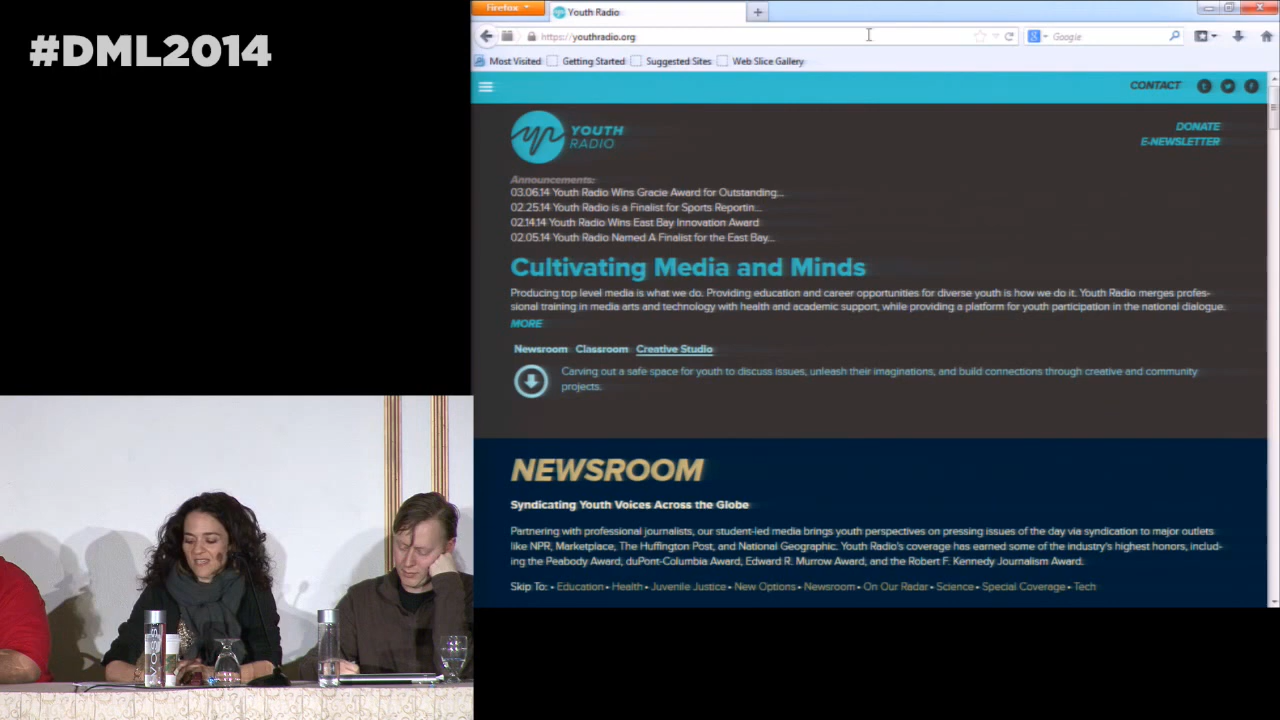 #DML2014
Firefox
Youth Radio
https://youthradio.org
Google
Most Visited Getting Started Suggested Sites Web Slice Gallery
CONTACT
YOUTH
RADIO
DONATE
E-NEWSLETTER
Announcements:
03.06.14 Youth Radio Wins Gracie Award for Outstanding...
02.25.14 Youth Radio is a Finalist for Sports Reportin...
02.14.14 Youth Radio Wins East Bay Innovation Award
02.05.14 Youth Radio Named A Finalist for the East Bay...
Cultivating Media and Minds
Producing top level media is what we do. Providing education and career opportunities for diverse youth is how we do it. Youth Radio merges profes-
sional training in media arts and technology with health and academic support, while providing a platform for youth participation in the national dialogue.
MORE
Newsroom Classroom Creative Studio
Carving out a safe space for youth to discuss issues, unleash their imaginations, and build connections through creative and community
projects.
NEWSROOM
Syndicating Youth Voices Across the Globe
Partnering with professional journalists, our student-led media brings youth perspectives on pressing issues of the day via syndication to major outlets
like NPR, Marketplace, The Huffington Post, and National Geographic. Youth Radio's coverage has earned some of the industry's highest honors, includ-
ing the Peabody Award, duPont-Columbia Award, Edward R. Murrow Award, and the Robert F. Kennedy Journalism Award.
Skip To: • Education • Health • Juvenile Justice • New Options • Newsroom • On Our Radar • Science • Special Coverage • Tech
VOSS